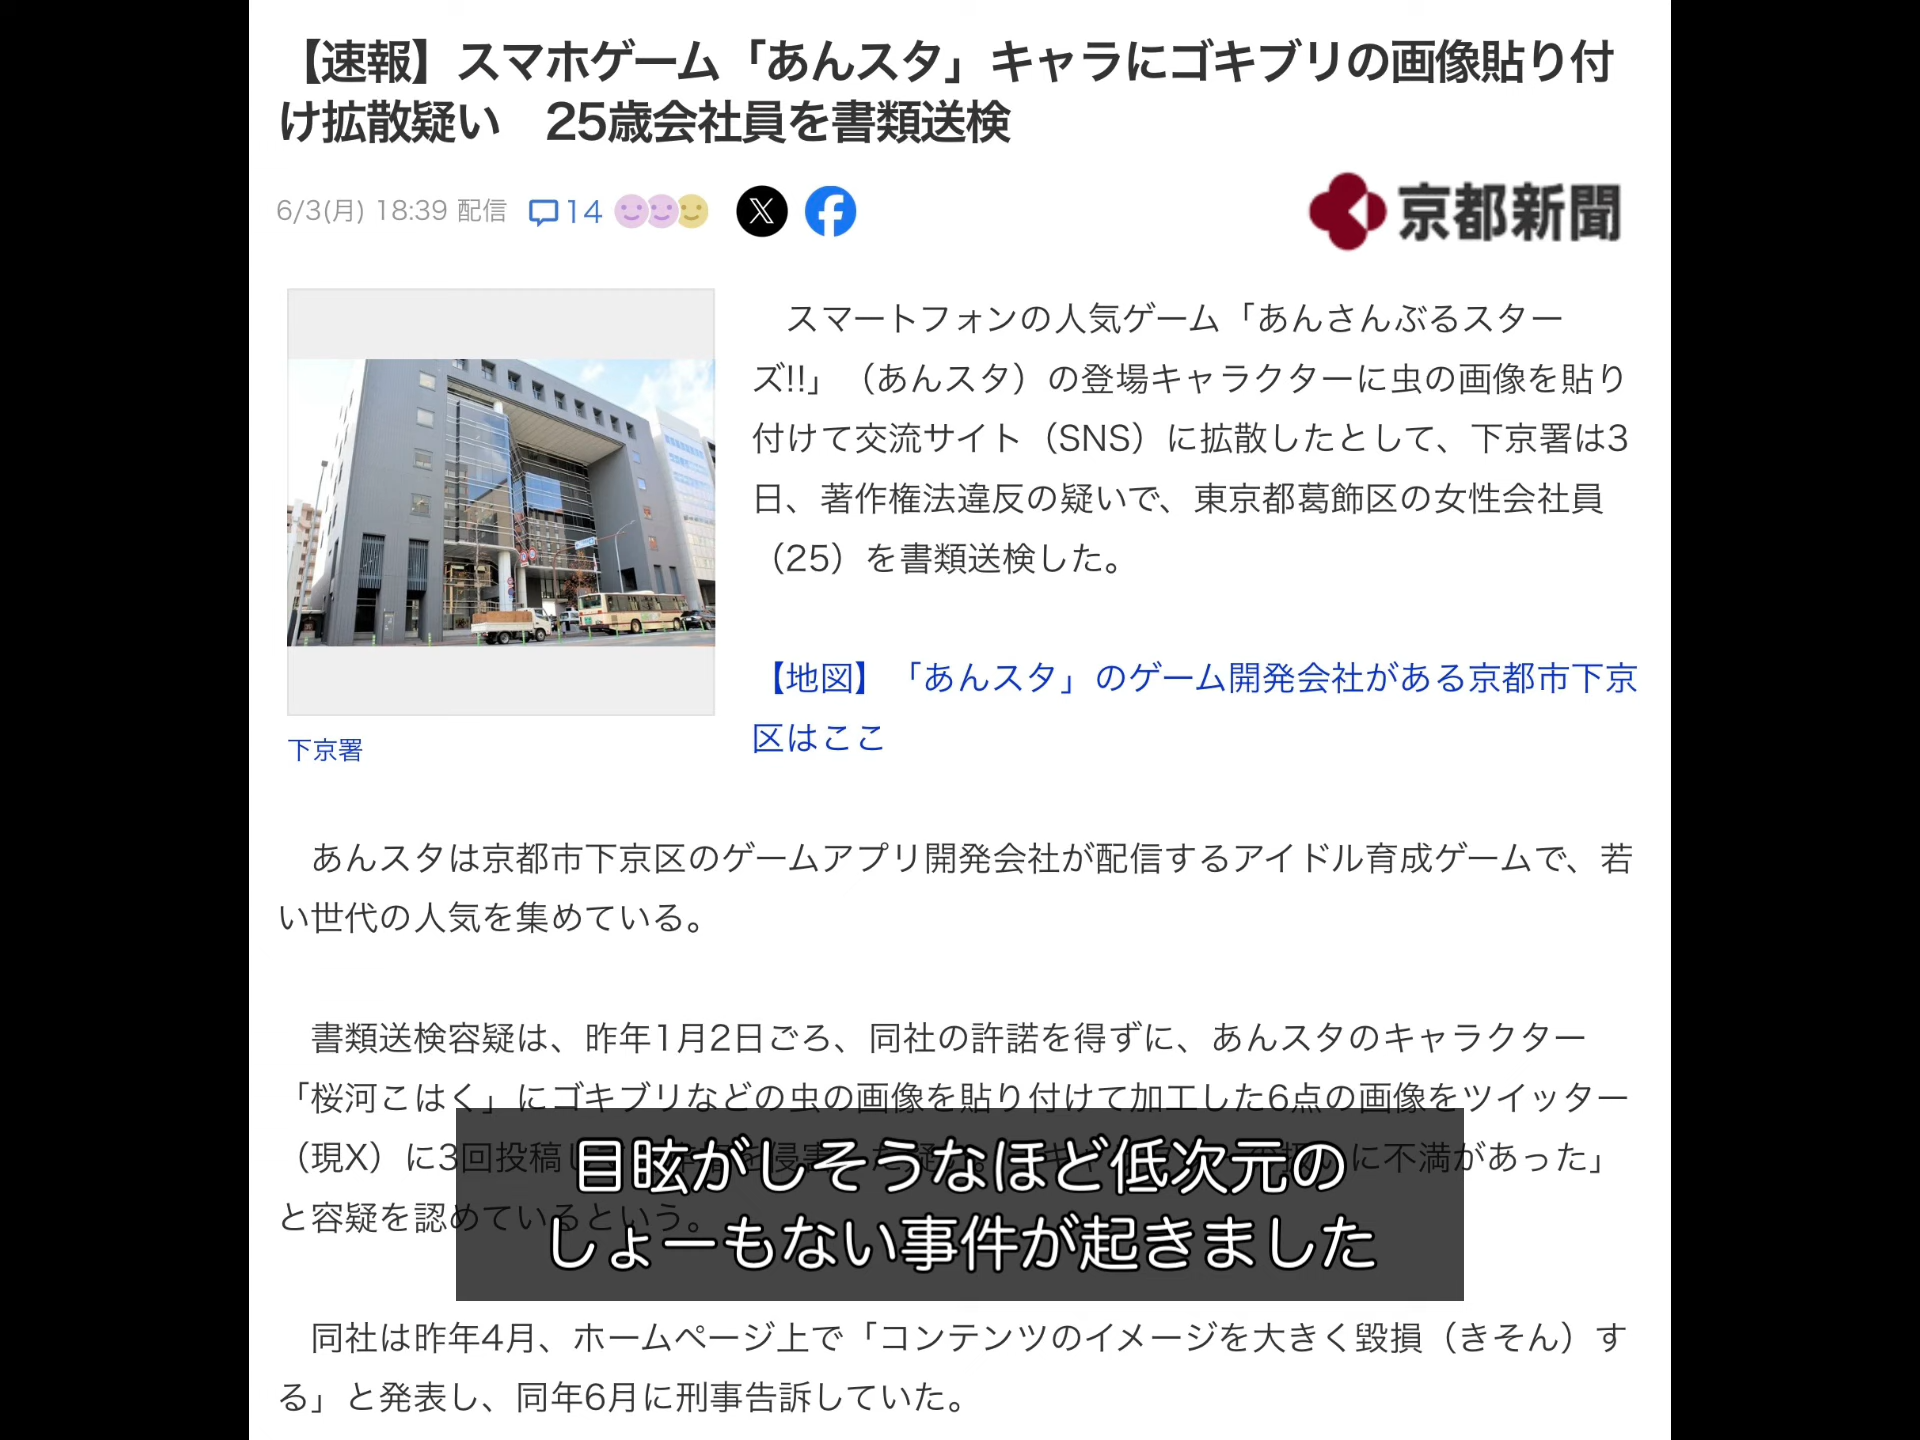 【速報】スマホゲーム「あんスタ」キャラにゴキブリの画像貼り付
け拡散疑い　25歳会社員を書類送検
6/3(月) 18:39 配信 14
京都新聞
スマートフォンの人気ゲーム「あんさんぶるスター
ズ!!」（あんスタ）の登場キャラクターに虫の画像を貼り
付けて交流サイト（SNS）に拡散したとして、下京署は3
日、著作権法違反の疑いで、東京都葛飾区の女性会社員
（25）を書類送検した。
【地図】「あんスタ」のゲーム開発会社がある京都市下京
区はここ
下京署
あんスタは京都市下京区のゲームアプリ開発会社が配信するアイドル育成ゲームで、若
い世代の人気を集めている。
書類送検容疑は、昨年1月2日ごろ、同社の許諾を得ずに、あんスタのキャラクター
「桜河こはく」にゴキブリなどの虫の画像を貼り付けて加工した6点の画像をツイッター
（現X）に3回投稿し 侵害 に不満があった」
と容疑を認めているという。
目眩がしそうなほど低次元の
しょーもない事件が起きました
同社は昨年4月、ホームページ上で「コンテンツのイメージを大きく毀損（きそん）す
る」と発表し、同年6月に刑事告訴していた。